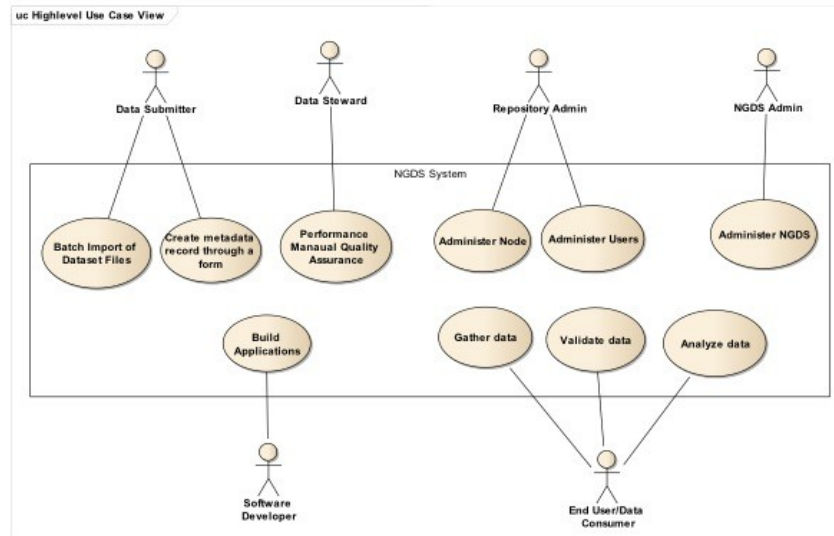 uc Highlevel Use Case View
Data Submitter
Data Steward
Repository Admin
NGDS Admin
NGDS System
Batch Import of
Dataset Files
Create metadata
record through a
form
Performance
Manaual Quality
Assurance
Administer Node
Administer Users
Administer NGDS
Build
Applications
Gather data
Validate data
Analyze data
Software
Developer
End User/Data
Consumer